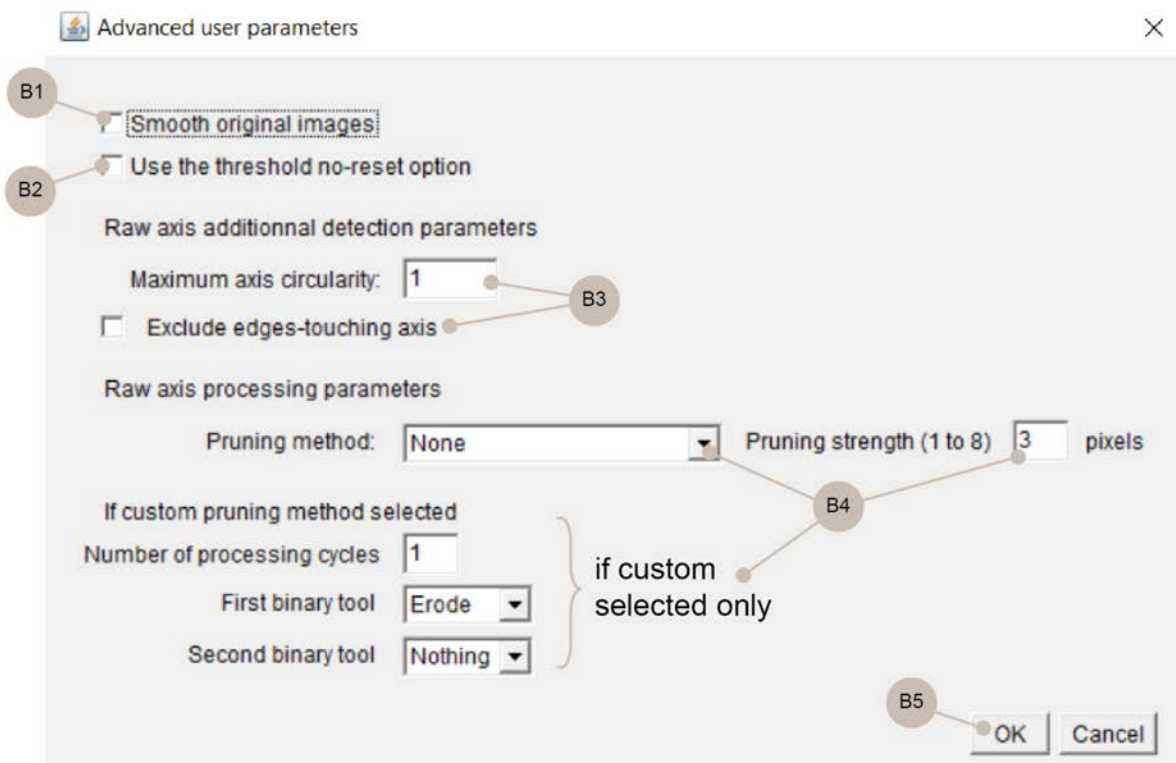 Advanced user parameters
B1
Smooth original images
Use the threshold no-reset option
B2
Raw axis additionnal detection parameters
Maximum axis circularity: 1
B3
Exclude edges-touching axis
Raw axis processing parameters
Pruning method: None Pruning strength (1 to 8) 3 pixels
B4
If custom pruning method selected
Number of processing cycles 1
if custom
First binary tool Erode
selected only
Second binary tool Nothing
B5
OK Cancel